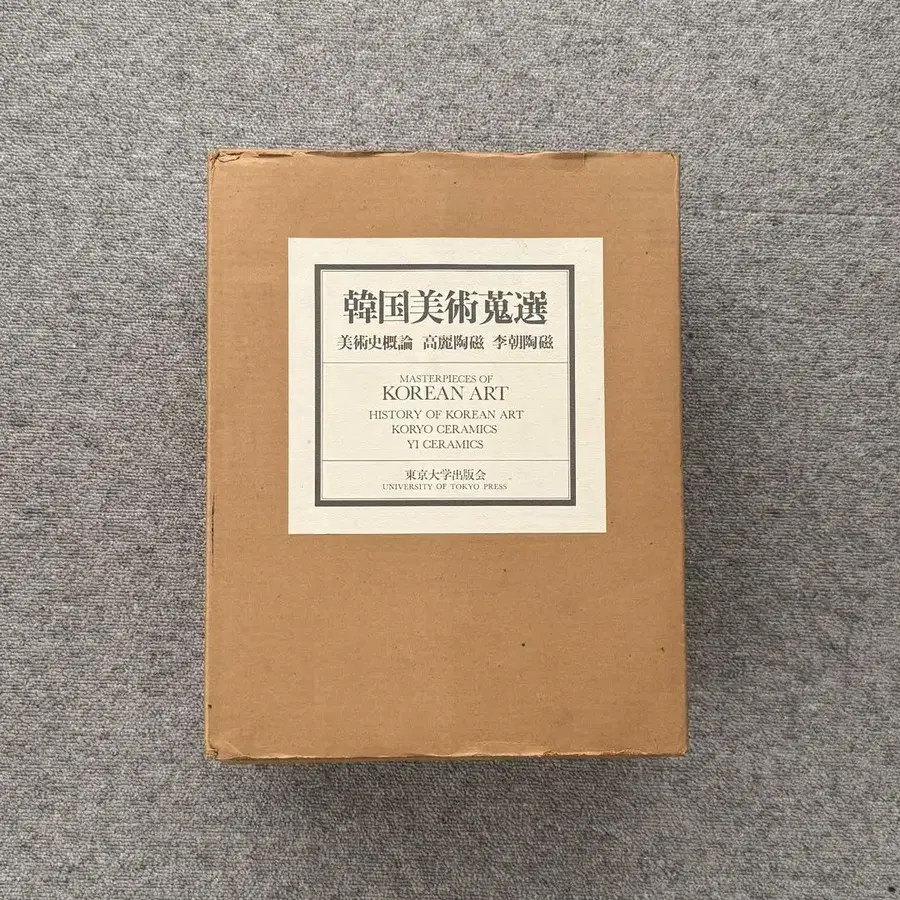 韓国美術蒐選
美術史概論 高麗陶磁 李朝陶磁
MASTERPIECES OF
KOREAN ART
HISTORY OF KOREAN ART
KORYO CERAMICS
YI CERAMICS
東京大学出版会
UNIVERSITY OF TOKYO PRESS